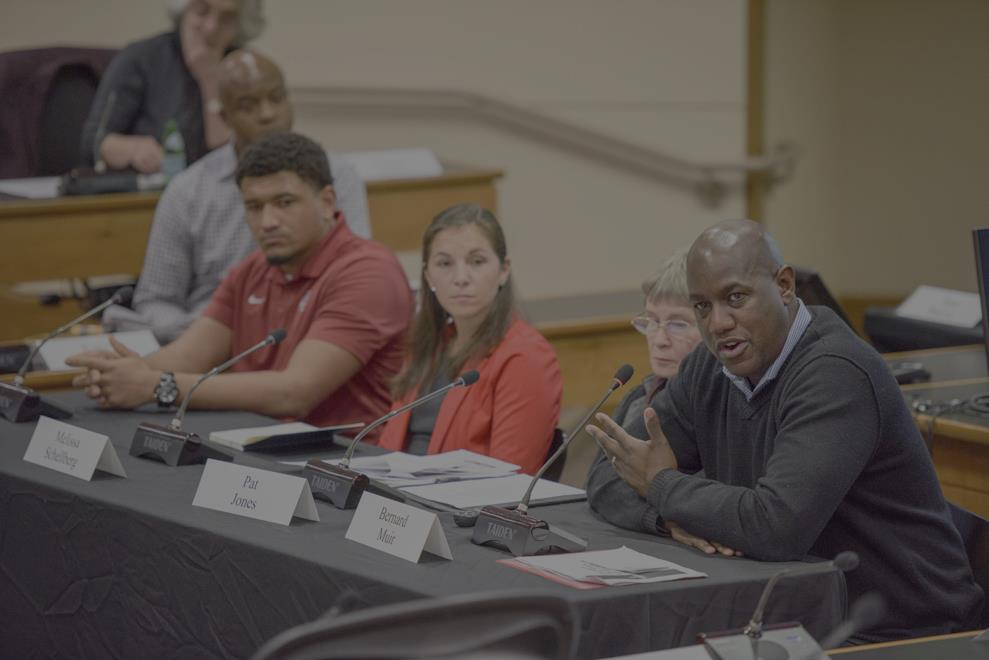 Melissa
Schellberg
Pat
Jones
Bernard
Muir
TAIDEN
TAIDEN
TAIDEN